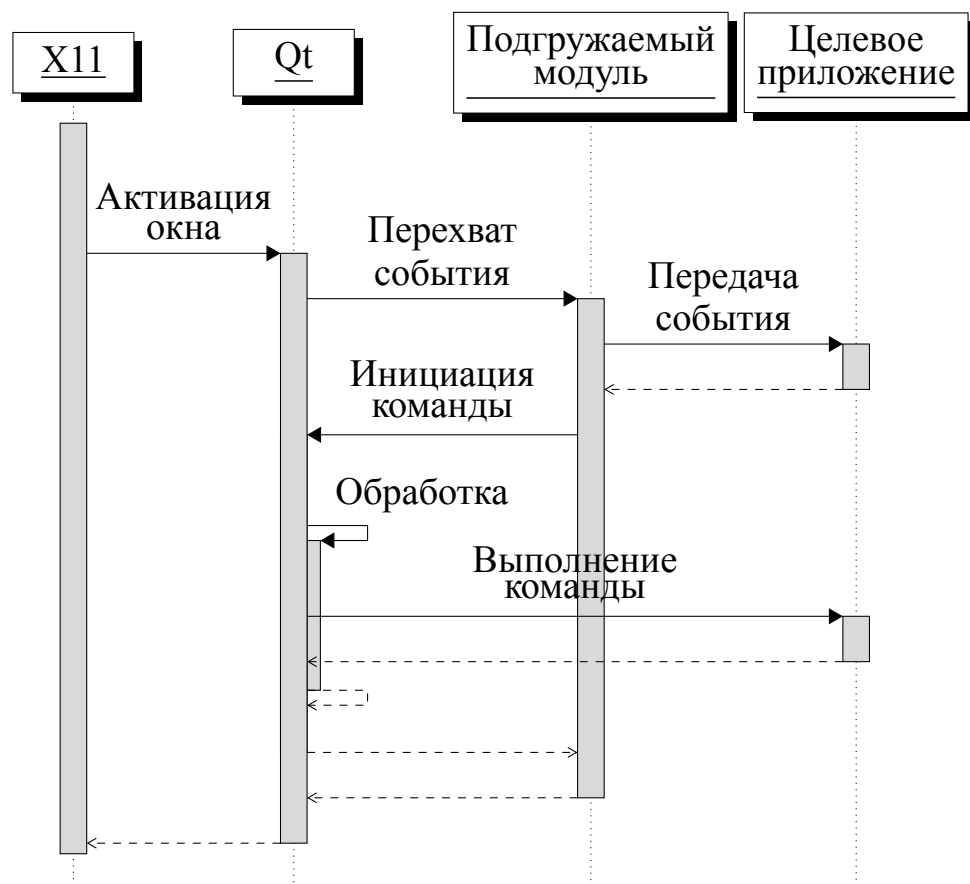 X11
Qt
Подгружаемый
модуль
Целевое
приложение
Активация
окна
Перехват
события
Передача
события
Инициация
команды
Обработка
Выполнение
команды